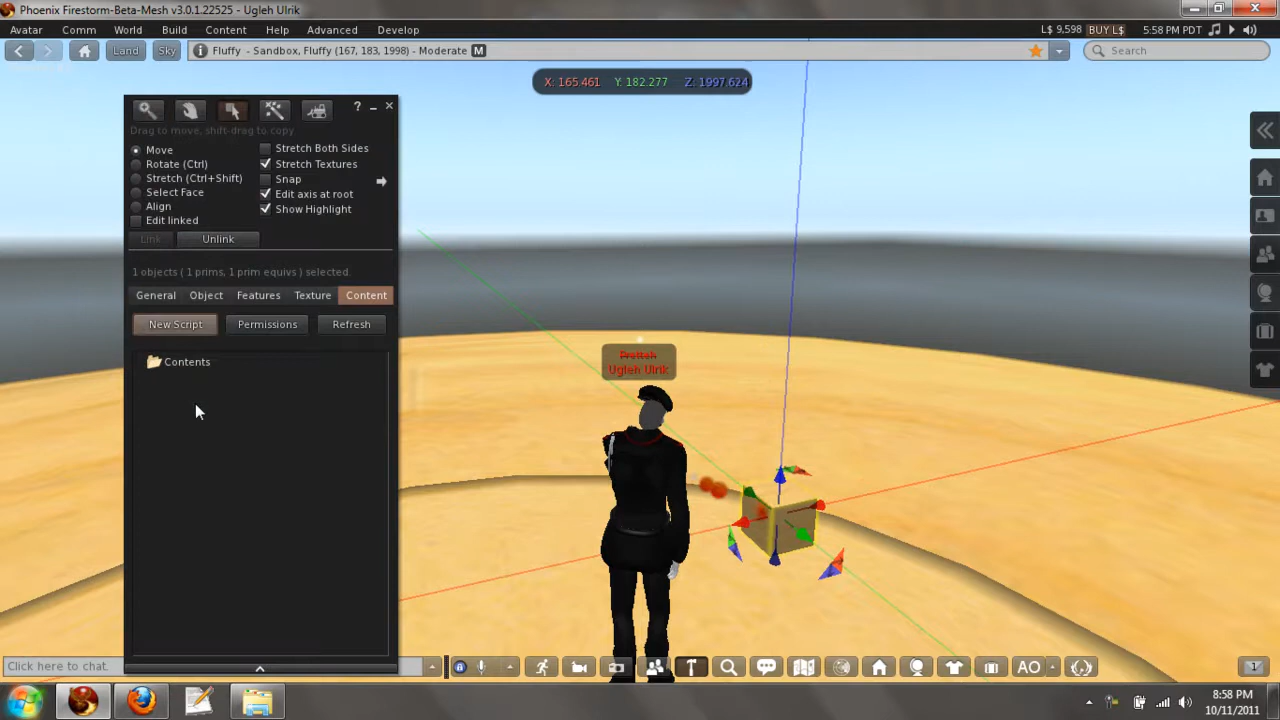 Phoenix Firestorm-Beta-Mesh v3.0.1.22525 - Ugleh Ulrik
Avatar Comm World Build Content Help Advanced Develop L$ 9,598 BUY L$ 5:58 PM PDT
Land Sky Fluffy - Sandbox, Fluffy (167, 183, 1998) - Moderate M Search
X: 165.461 Y: 182.277 Z: 1997.624
? _
Drag to move, shift-drag to copy
Move
Rotate (Ctrl)
Stretch (Ctrl+Shift)
Select Face
Align
Edit linked
Stretch Both Sides
Stretch Textures
Snap
Edit axis at root
Show Highlight
Link Unlink
1 objects ( 1 prims, 1 prim equivs ) selected.
General Object Features Texture Content
New Script Permissions Refresh
Contents
Pretteh
Ugleh Ulrik
Click here to chat. AO 1
8:58 PM
10/11/2011